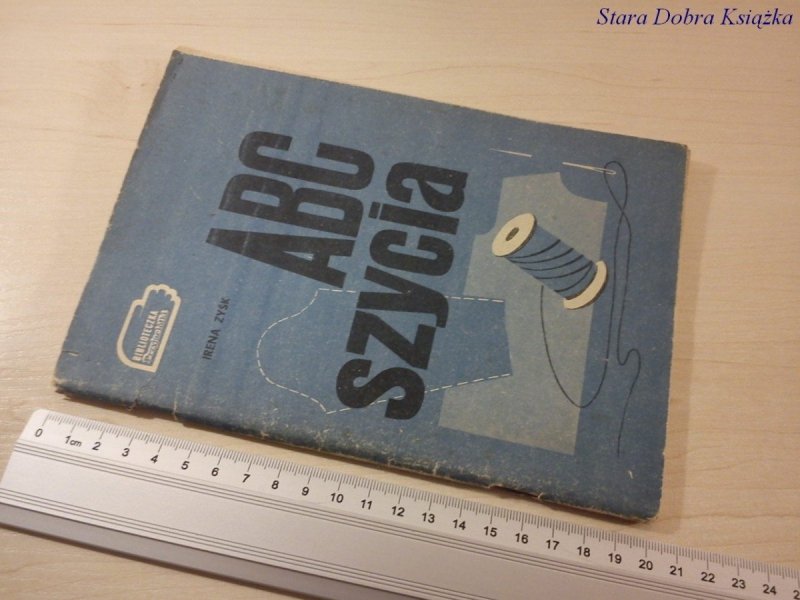 Stara Dobra Książka
ABC
szycia
IRENA ZYSK
BIBLIOTECZKA
0 1cm 2 3 4 5 6 7 8 9 10 11 12 13 14 15 16 17 18 19 20 21 22 23 24